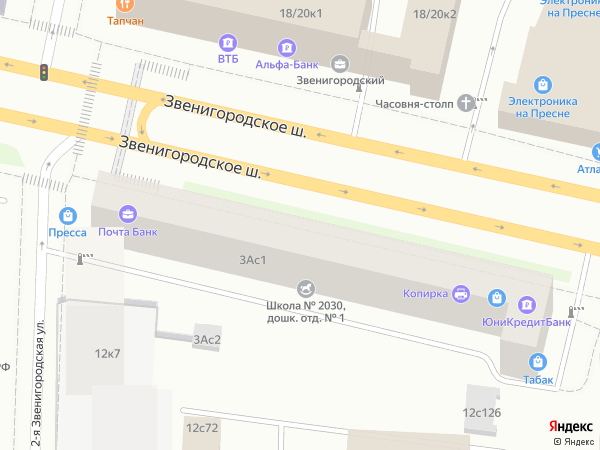 Электроника
на Пресне
18/20к1
18/20к2
Тапчан
ВТБ
Альфа-Банк
Звенигородский
Часовня-столп
Электроника
на Пресне
Звенигородское ш.
Звенигородское ш.
Атла
Пресса
Почта Банк
3Ас1
Школа № 2030,
дошк. отд. № 1
Копирка
ЮниКредитБанк
3Ас2
12к7
Табак
РФ
2-я Звенигородская ул.
12с72
12с126
Яндекс
© Яндекс